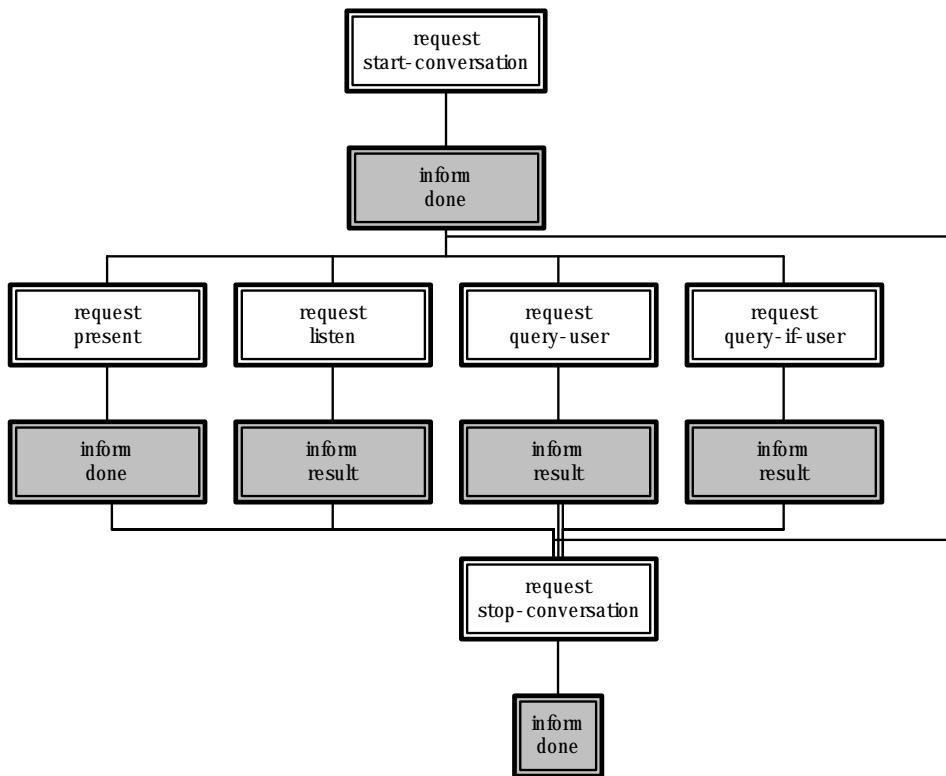 request
start-conversation
inform
done
request
present
request
listen
request
query-user
request
query-if-user
inform
done
inform
result
inform
result
inform
result
request
stop-conversation
inform
done